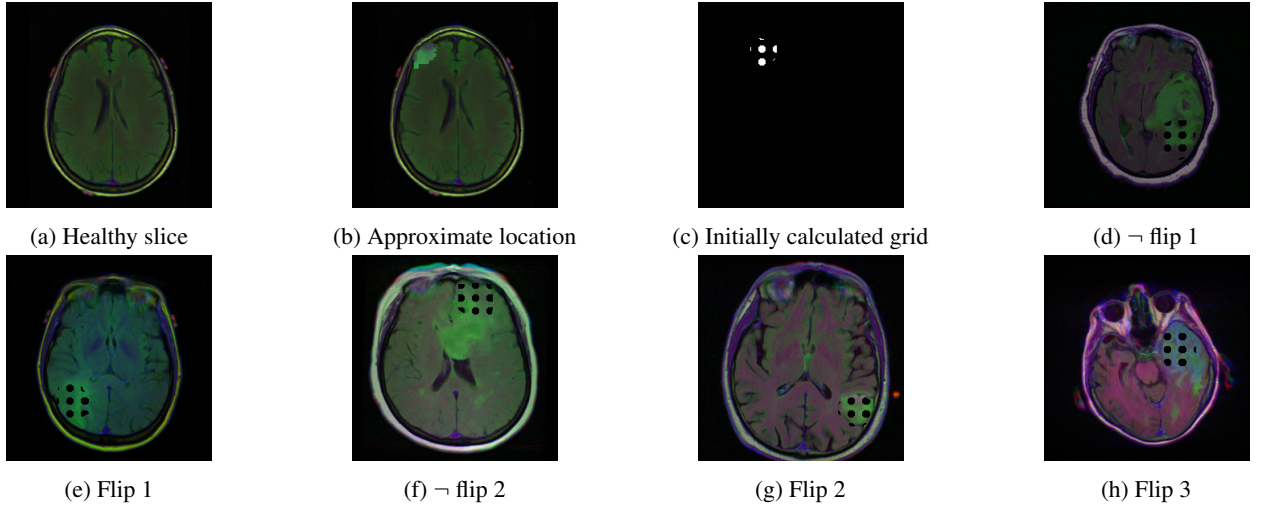 (a) Healthy slice
(b) Approximate location
(c) Initially calculated grid
(d) ¬ flip 1
(e) Flip 1
(f) ¬ flip 2
(g) Flip 2
(h) Flip 3